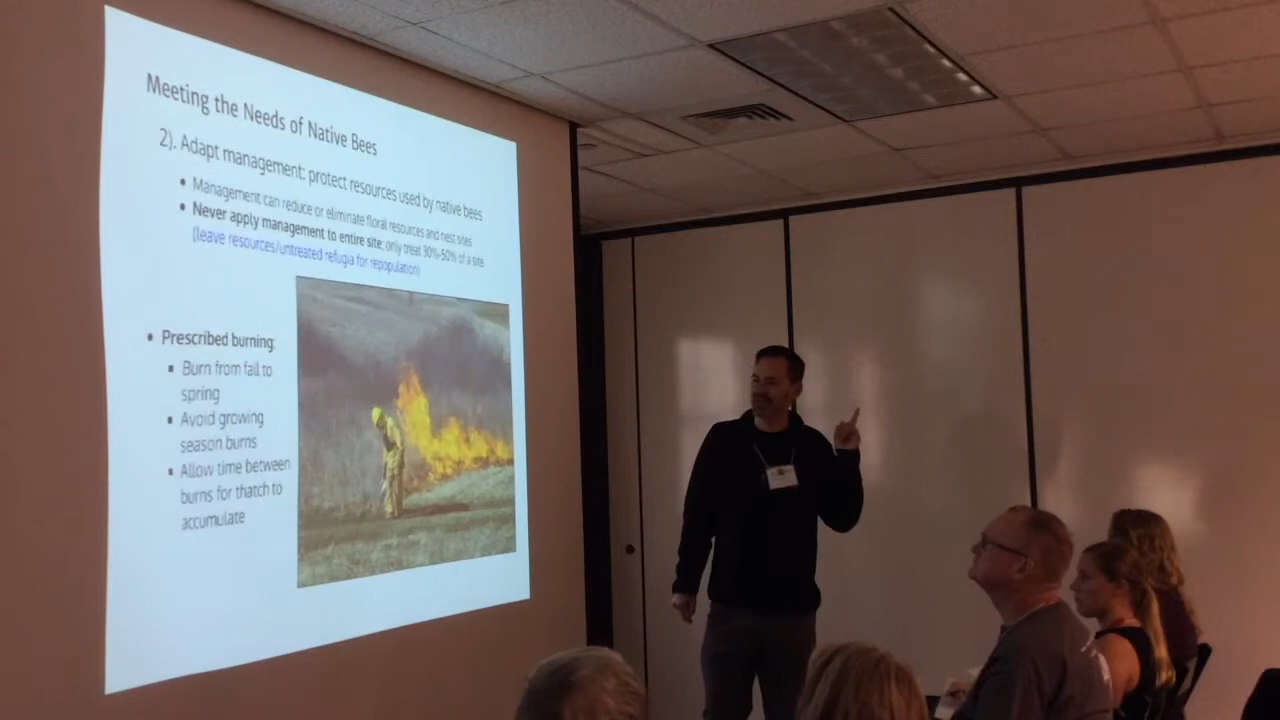 Meeting the Needs of Native Bees
2). Adapt management: protect resources used by native bees
• Management can reduce or eliminate floral resources and nest sites
• Never apply management to entire site; only treat 30%-50% of a site
(leave resources/untreated refugia for repopulation)
• Prescribed burning:
▪ Burn from fall to
spring
▪ Avoid growing
season burns
▪ Allow time between
burns for thatch to
accumulate